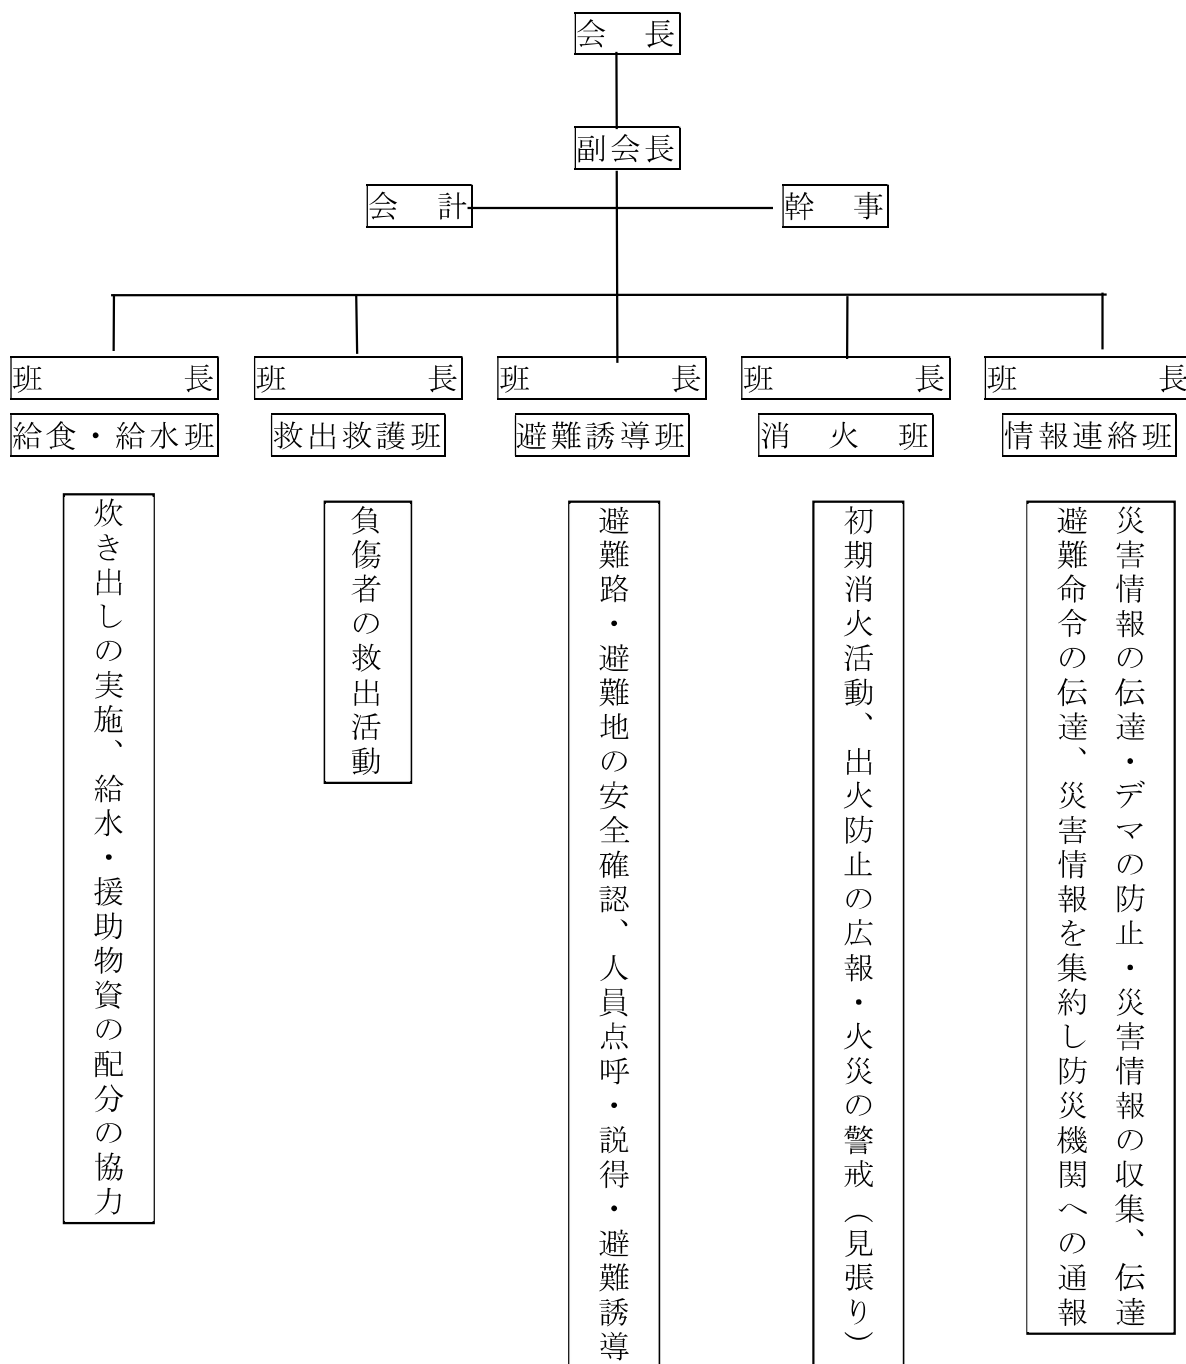 会　長
副会長
会　計
幹　事
班　　　　長
班　　　　長
班　　　　長
班　　　　長
班　　　　長
給食・給水班
救出救護班
避難誘導班
消　火　班
情報連絡班
災害情報の伝達・デマの防止・災害情報の収集、伝達
避難命令の伝達、災害情報を集約し防災機関への通報
初期消火活動、出火防止の広報・火災の警戒（見張り）
避難路・避難地の安全確認、人員点呼・説得・避難誘導
負傷者の救出活動
炊き出しの実施、給水・援助物資の配分の協力